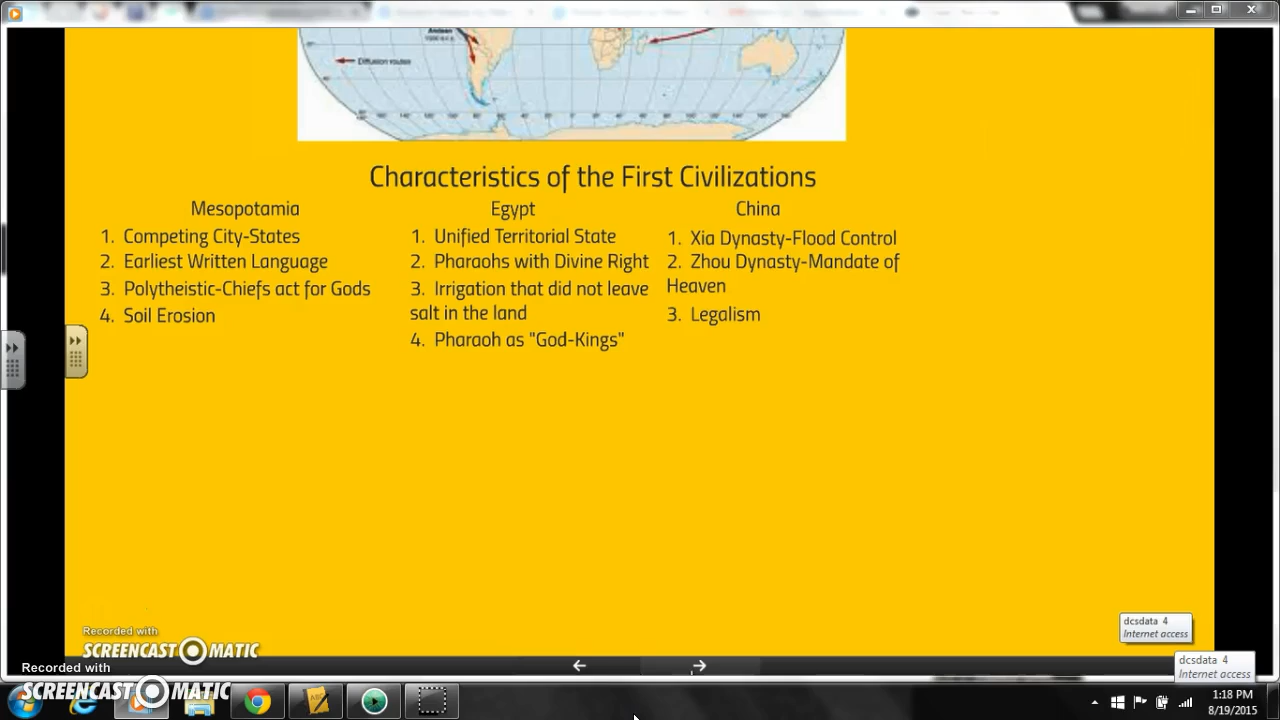 Andean
Diffusion routes
Characteristics of the First Civilizations
Mesopotamia
1. Competing City-States
2. Earliest Written Language
3. Polytheistic-Chiefs act for Gods
4. Soil Erosion
Egypt
1. Unified Territorial State
2. Pharaohs with Divine Right
3. Irrigation that did not leave
salt in the land
4. Pharaoh as "God-Kings"
China
1. Xia Dynasty-Flood Control
2. Zhou Dynasty-Mandate of
Heaven
3. Legalism
dcsdata 4
Internet access
Recorded with
SCREENCAST MATIC
dcsdata 4
Internet access
Recorded with
SCREENCAST MATIC
1:18 PM
8/19/2015